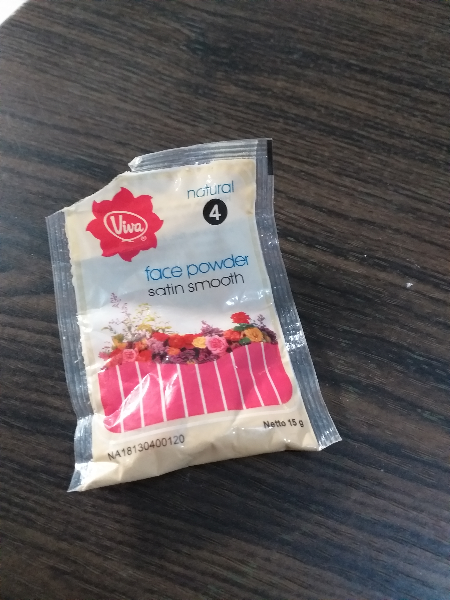 natural
4
Viva®
face powder
satin smooth
NA18130400120
Netto 15 g